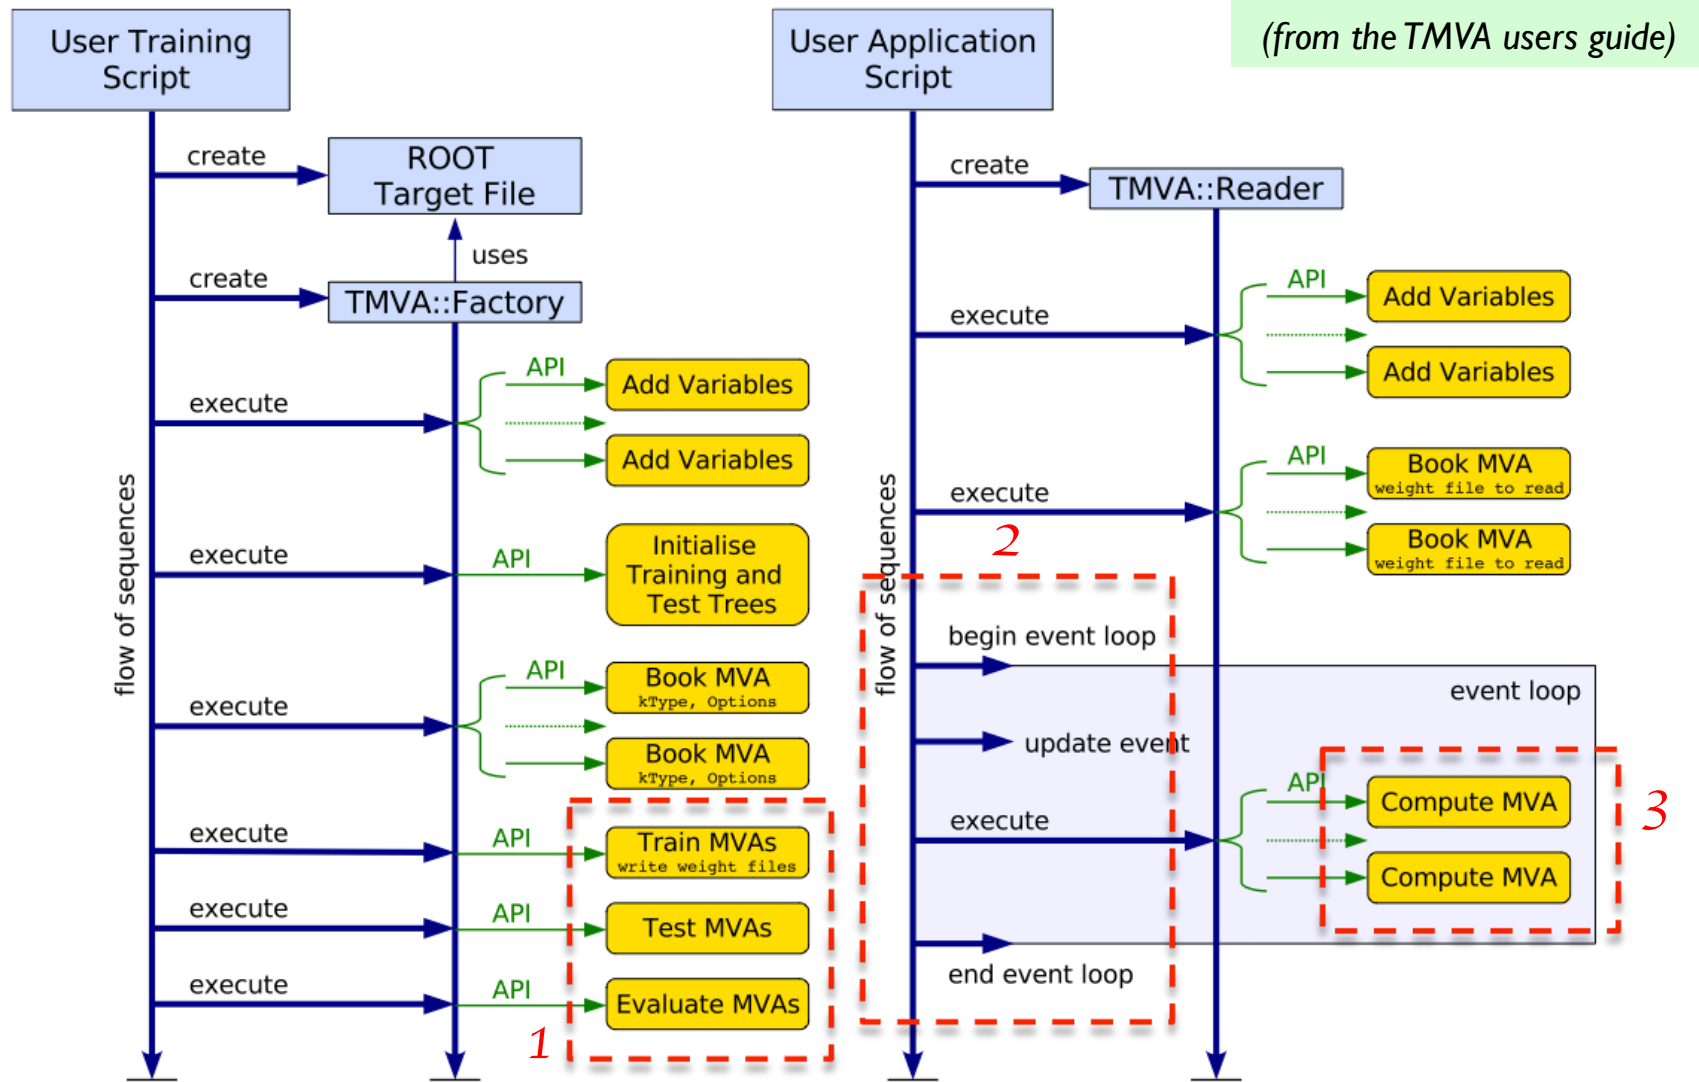 User Training
Script
create
ROOT
Target File
uses
create
TMVA::Factory
execute
API
Add Variables
Add Variables
flow of sequences
execute
API
Initialise
Training and
Test Trees
execute
API
Book MVA
kType, Options
Book MVA
kType, Options
execute
API
Train MVAs
write weight files
execute
API
Test MVAs
execute
API
Evaluate MVAs
1
User Application
Script
(from the TMVA users guide)
create
TMVA::Reader
execute
API
Add Variables
Add Variables
flow of sequences
execute
API
Book MVA
weight file to read
Book MVA
weight file to read
2
begin event loop
event loop
update event
execute
API
Compute MVA
Compute MVA
3
end event loop